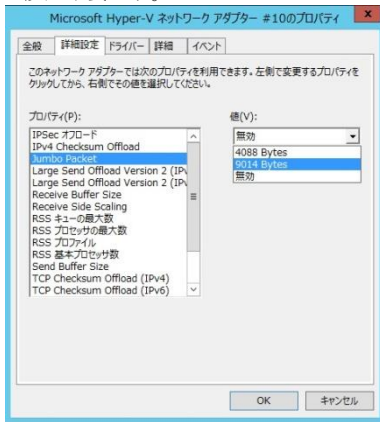 Microsoft Hyper-V ネットワーク アダプター #10のプロパティ
x
全般 詳細設定 ドライバー 詳細 イベント
このネットワーク アダプターでは次のプロパティを利用できます。左側で変更するプロパティを
クリックしてから、右側でその値を選択してください。
プロパティ(P):
値(V):
IPSec オフロード
IPv4 Checksum Offload
Jumbo Packet
Large Send Offload Version 2 (IPv
Large Send Offload Version 2 (IPv
Receive Buffer Size
Receive Side Scaling
RSS キューの最大数
RSS プロセッサの最大数
RSS プロファイル
RSS 基本プロセッサ数
Send Buffer Size
TCP Checksum Offload (IPv4)
TCP Checksum Offload (IPv6)
無効
4088 Bytes
9014 Bytes
無効
OK
キャンセル